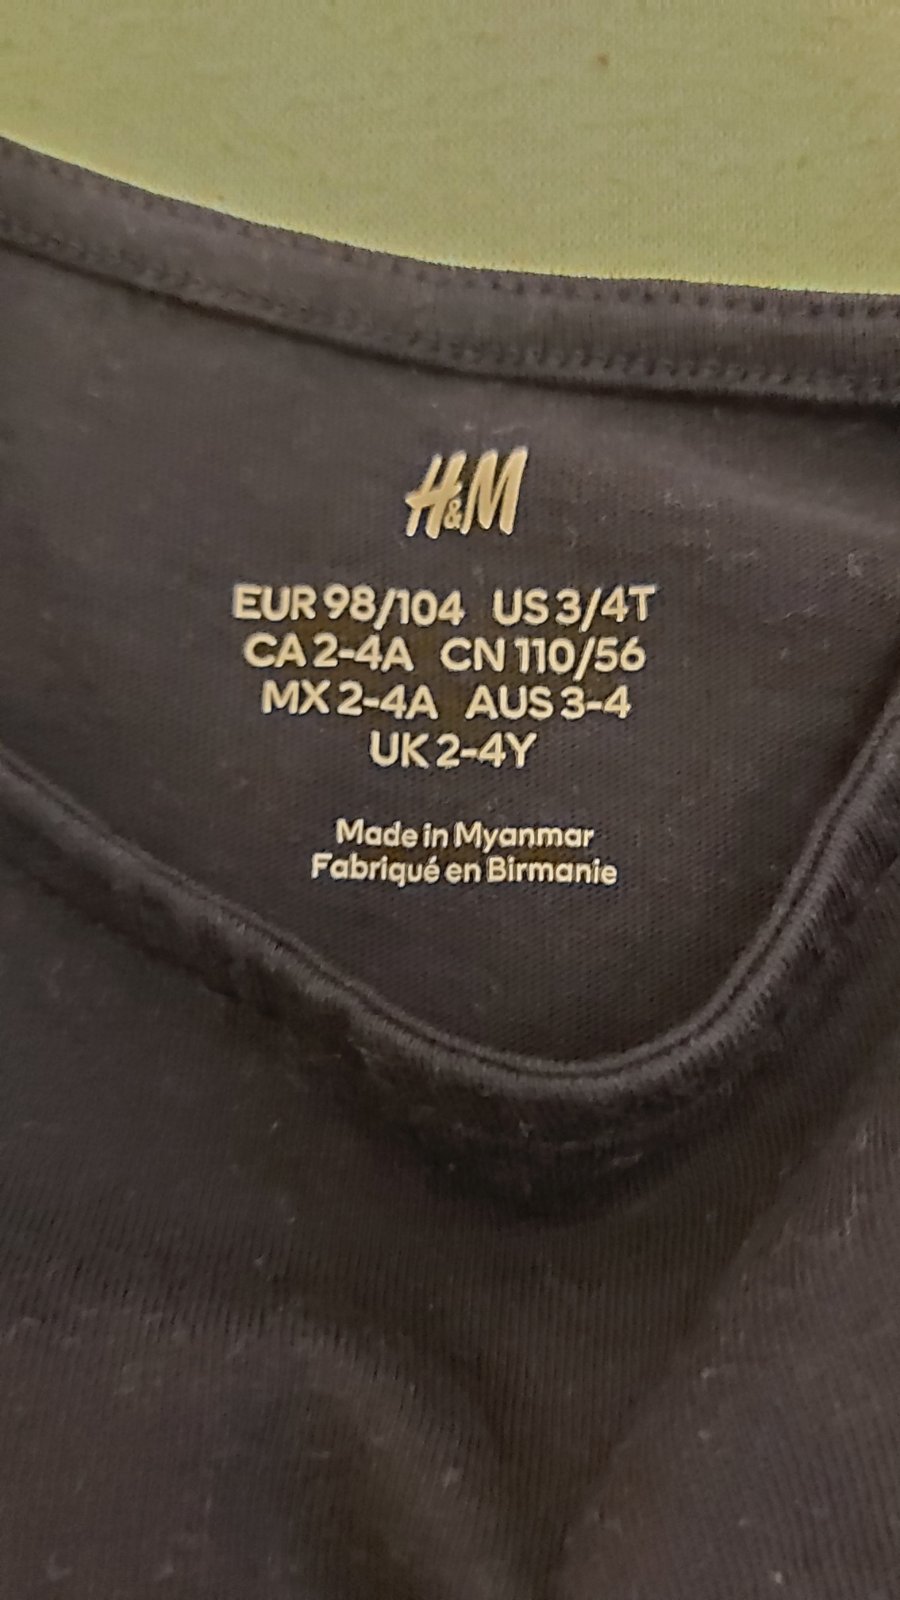 H&M
EUR 98/104 US 3/4T
CA 2-4A CN 110/56
MX 2-4A AUS 3-4
UK 2-4Y
Made in Myanmar
Fabriqué en Birmanie